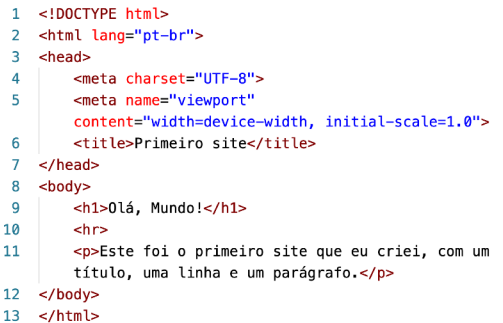 1 <!DOCTYPE html>
2 <html lang="pt-br">
3 <head>
4 <meta charset="UTF-8">
5 <meta name="viewport"
content="width=device-width, initial-scale=1.0">
6 <title>Primeiro site</title>
7 </head>
8 <body>
9 <h1>Olá, Mundo!</h1>
10 <hr>
11 <p>Este foi o primeiro site que eu criei, com um
título, uma linha e um parágrafo.</p>
12 </body>
13 </html>